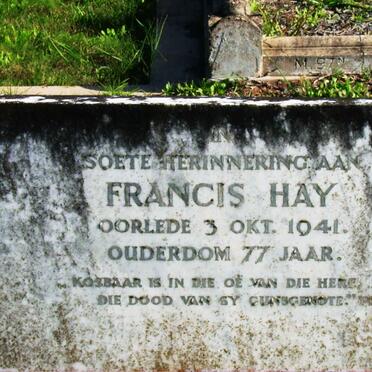 IN
SOETE HERINNERING AAN
FRANCIS HAY
OORLEDE 3 OKT. 1941.
OUDERDOM 77 JAAR.
„KOSBAAR IS IN DIE OË VAN DIE HERE
DIE DOOD VAN SY GUNSGENOTE."